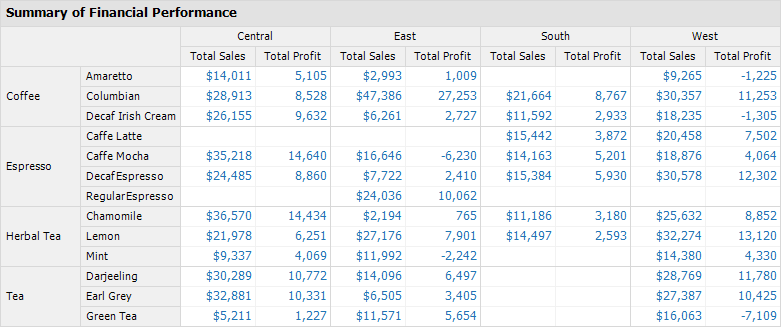 Summary of Financial Performance
Central East South West
Total Sales Total Profit Total Sales Total Profit Total Sales Total Profit Total Sales Total Profit
Coffee Amaretto $14,011 5,105 $2,993 1,009 $9,265 -1,225
Columbian $28,913 8,528 $47,386 27,253 $21,664 8,767 $30,357 11,253
Decaf Irish Cream $26,155 9,632 $6,261 2,727 $11,592 2,933 $18,235 -1,305
Espresso Caffe Latte $15,442 3,872 $20,458 7,502
Caffe Mocha $35,218 14,640 $16,646 -6,230 $14,163 5,201 $18,876 4,064
DecafEspresso $24,485 8,860 $7,722 2,410 $15,384 5,930 $30,578 12,302
RegularEspresso $24,036 10,062
Herbal Tea Chamomile $36,570 14,434 $2,194 765 $11,186 3,180 $25,632 8,852
Lemon $21,978 6,251 $27,176 7,901 $14,497 2,593 $32,274 13,120
Mint $9,337 4,069 $11,992 -2,242 $14,380 4,330
Tea Darjeeling $30,289 10,772 $14,096 6,497 $28,769 11,780
Earl Grey $32,881 10,331 $6,505 3,405 $27,387 10,425
Green Tea $5,211 1,227 $11,571 5,654 $16,063 -7,109